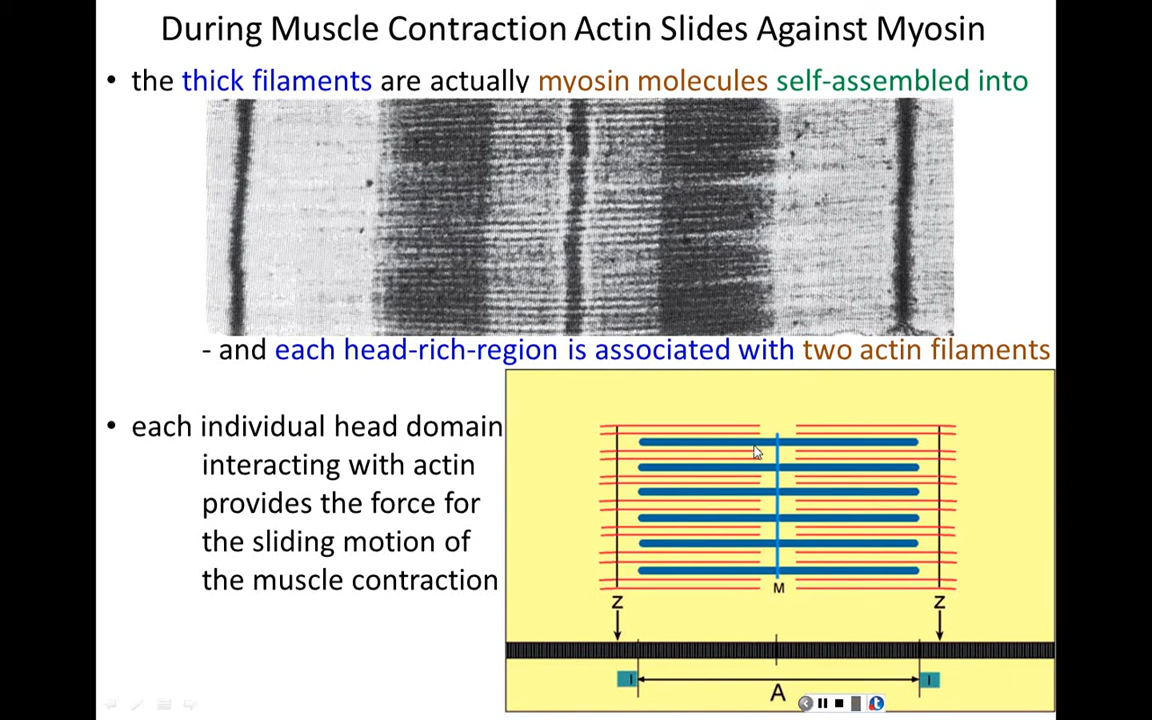 During Muscle Contraction Actin Slides Against Myosin
• the thick filaments are actually myosin molecules self-assembled into
- and each head-rich-region is associated with two actin filaments
• each individual head domain
interacting with actin
provides the force for
the sliding motion of
the muscle contraction
M
Z Z
I I
A
t